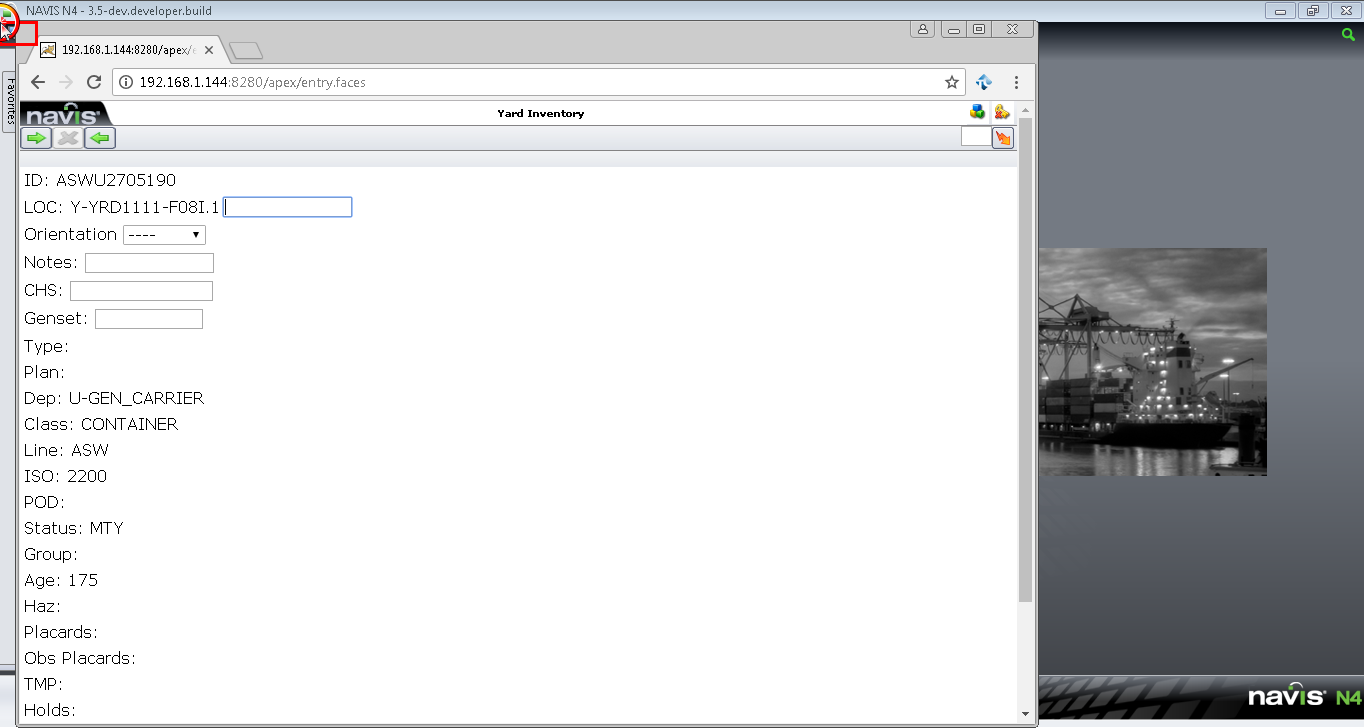 NAVIS N4 - 3.5-dev.developer.build
192.168.1.144:8280/apex/e
192.168.1.144:8280/apex/entry.faces
Favorites
navis
Yard Inventory
ID: ASWU2705190
LOC: Y-YRD1111-F08I.1
Orientation ----
Notes:
CHS:
Genset:
Type:
Plan:
Dep: U-GEN_CARRIER
Class: CONTAINER
Line: ASW
ISO: 2200
POD:
Status: MTY
Group:
Age: 175
Haz:
Placards:
Obs Placards:
TMP:
Holds:
navis N4